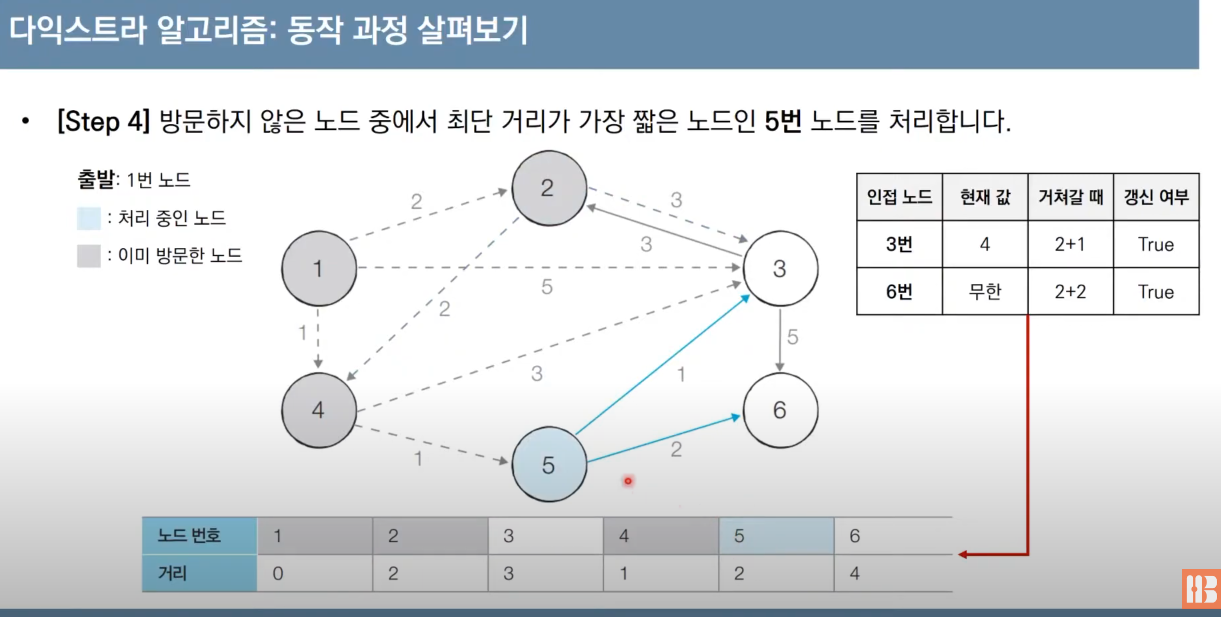 다익스트라 알고리즘: 동작 과정 살펴보기
• [Step 4] 방문하지 않은 노드 중에서 최단 거리가 가장 짧은 노드인 5번 노드를 처리합니다.
출발: 1번 노드
: 처리 중인 노드
: 이미 방문한 노드
2
2
3
3
1
3
5
2
1
5
4
3
1
6
1
5
2
인접 노드 현재 값 거쳐갈 때 갱신 여부
3번 4 2+1 True
6번 무한 2+2 True
노드 번호 1 2 3 4 5 6
거리 0 2 3 1 2 4